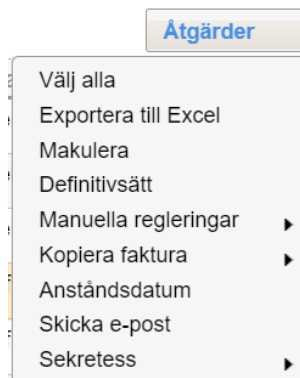 Åtgärder
Välj alla
Exportera till Excel
Makulera
Definitivsätt
Manuella regleringar
Kopiera faktura
Anståndsdatum
Skicka e-post
Sekretess